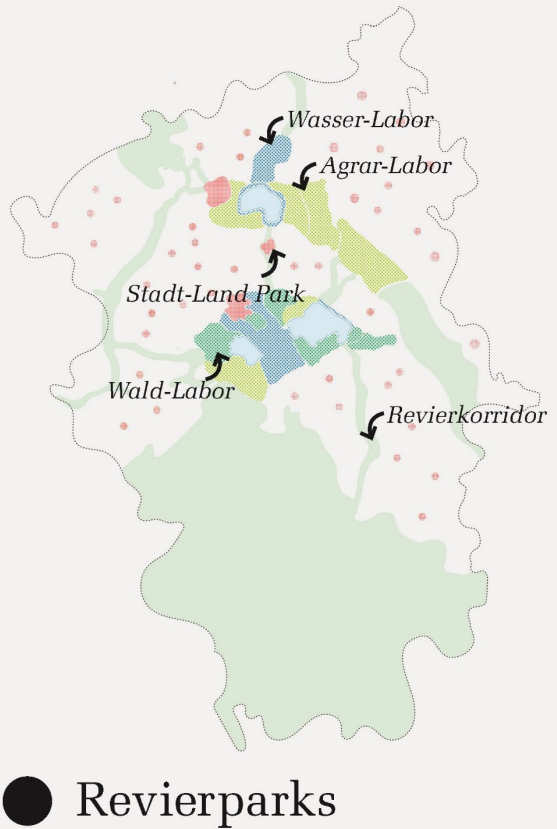 Wasser-Labor
Agrar-Labor
Stadt-Land Park
Wald-Labor
Revierkorridor
Revierparks